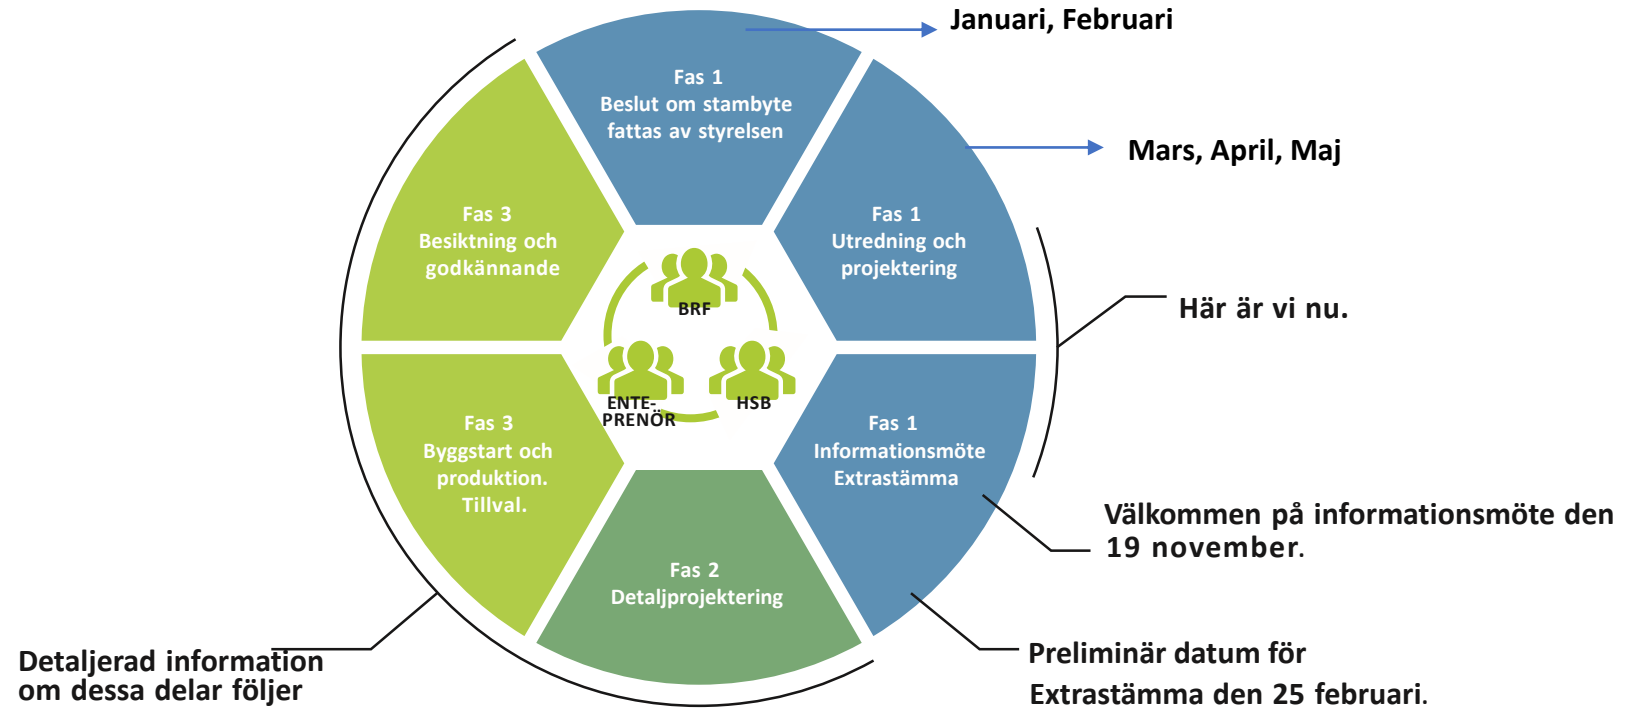 Januari, Februari
Fas 1
Beslut om stambyte
fattas av styrelsen
Mars, April, Maj
Fas 1
Utredning och
projektering
Här är vi nu.
Fas 1
Informationsmöte
Extrastämma
Välkommen på informationsmöte den
19 november.
Preliminär datum för
Extrastämma den 25 februari.
Fas 2
Detaljprojektering
Fas 3
Byggstart och
produktion.
Tillval.
Fas 3
Besiktning och
godkännande
Detaljerad information
om dessa delar följer
BRF
HSB
ENTE-
PRENÖR